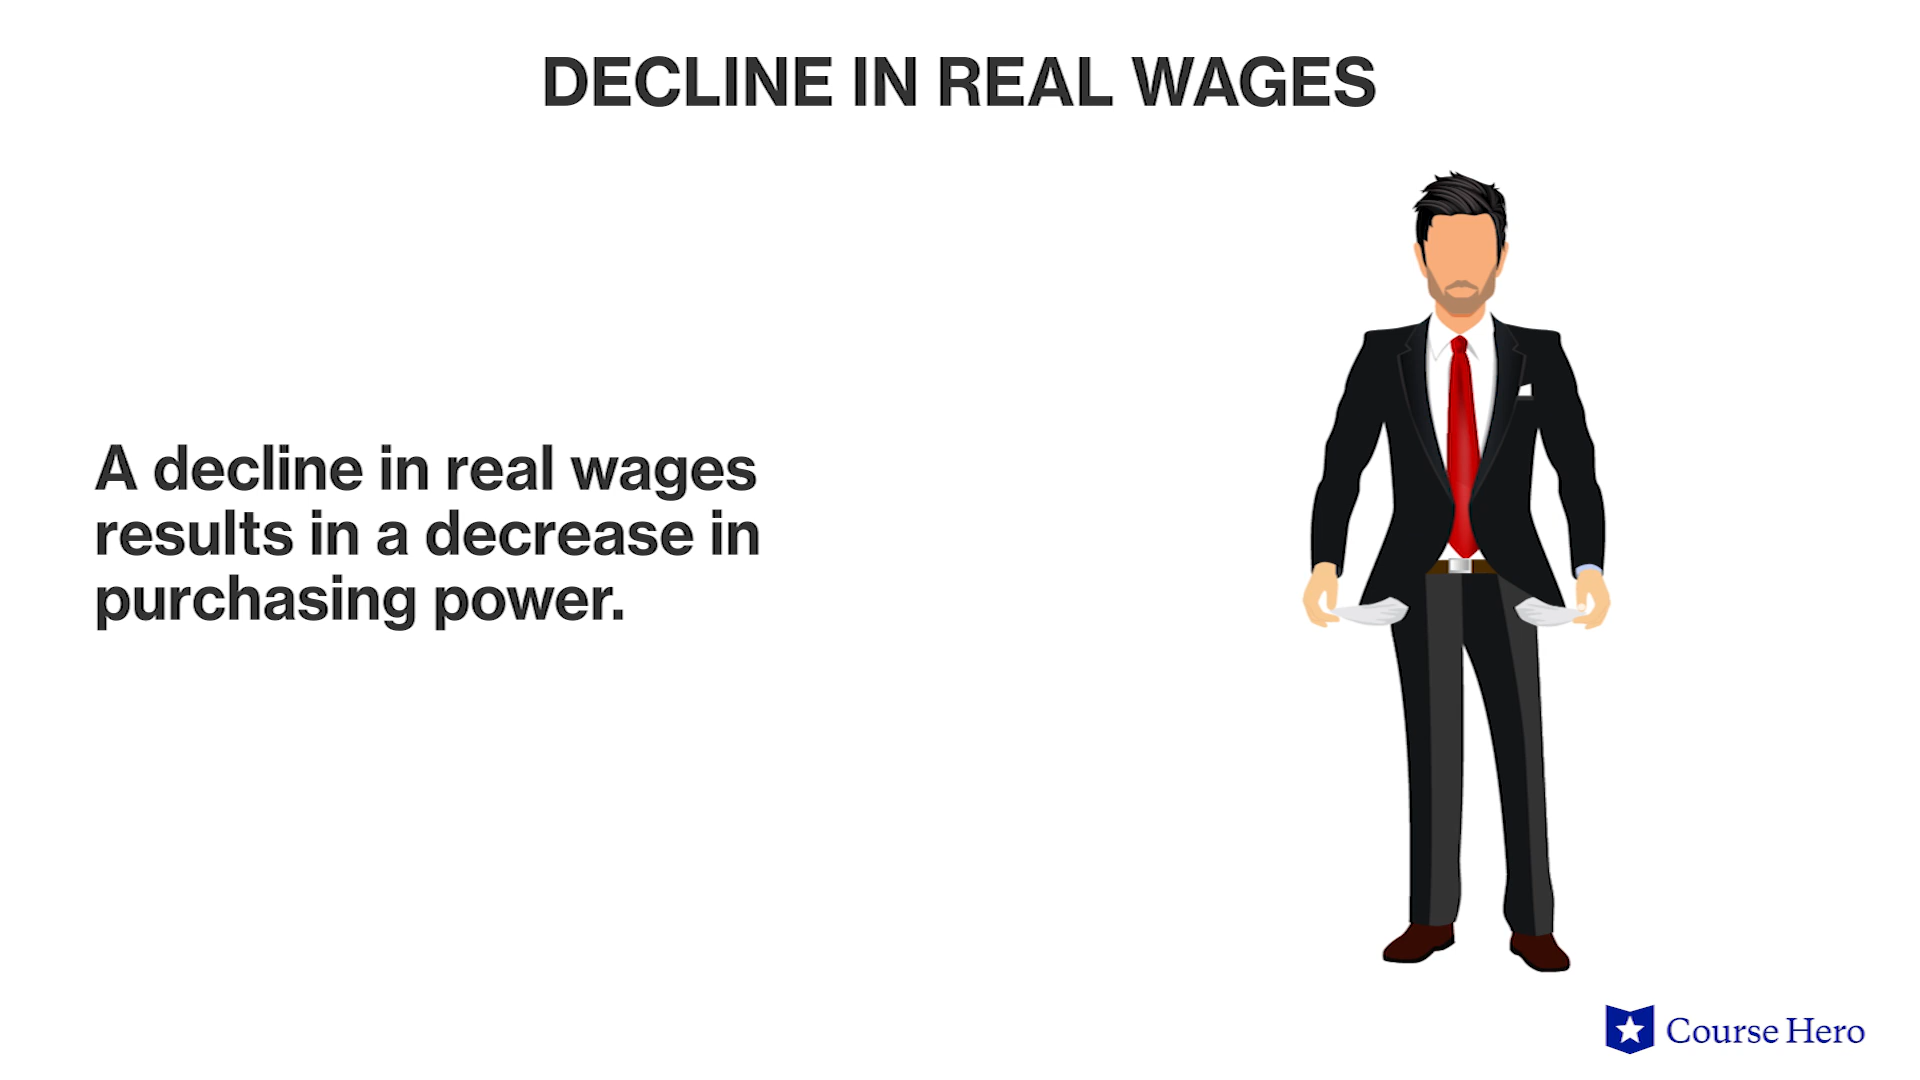 DECLINE IN REAL WAGES
A decline in real wages
results in a decrease in
purchasing power.
Course Hero